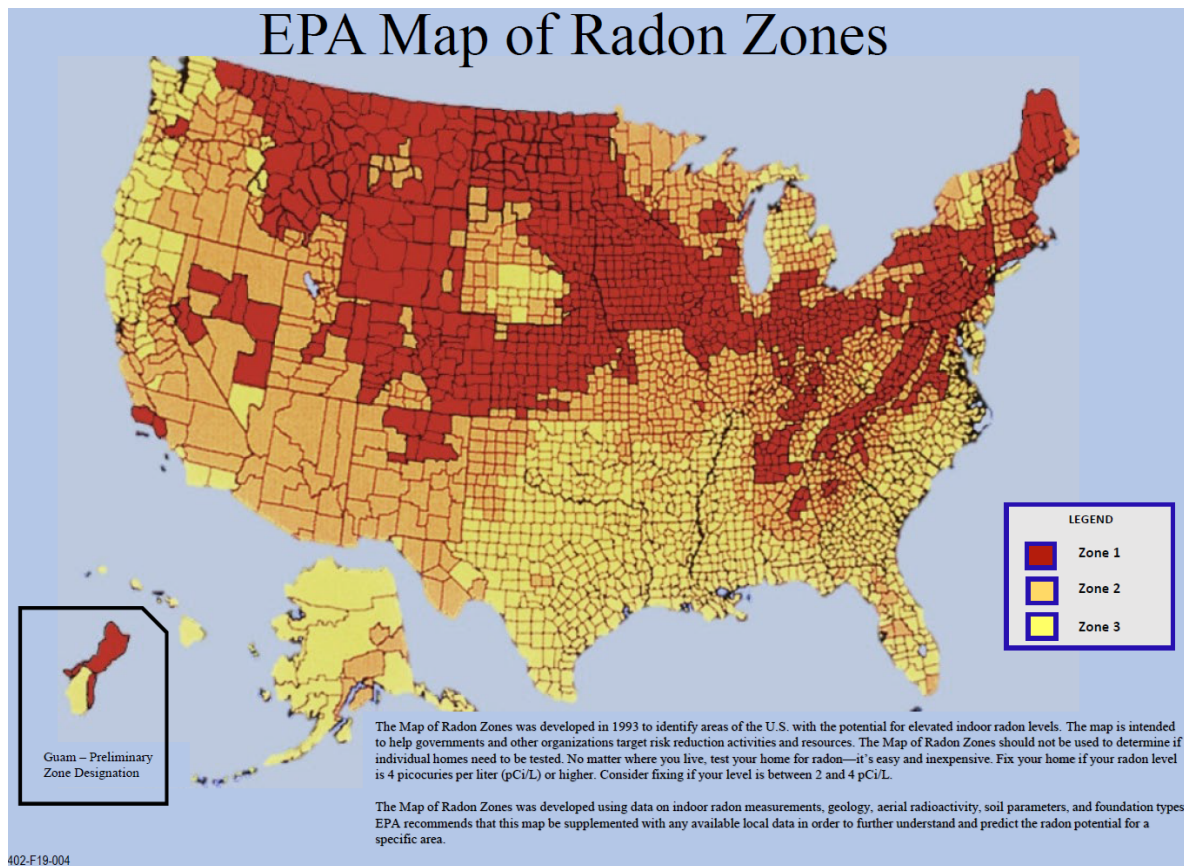 EPA Map of Radon Zones
LEGEND
Zone 1
Zone 2
Zone 3
Guam – Preliminary
Zone Designation
The Map of Radon Zones was developed in 1993 to identify areas of the U.S. with the potential for elevated indoor radon levels. The map is intended
to help governments and other organizations target risk reduction activities and resources. The Map of Radon Zones should not be used to determine if
individual homes need to be tested. No matter where you live, test your home for radon—it’s easy and inexpensive. Fix your home if your radon level
is 4 picocuries per liter (pCi/L) or higher. Consider fixing if your level is between 2 and 4 pCi/L.
The Map of Radon Zones was developed using data on indoor radon measurements, geology, aerial radioactivity, soil parameters, and foundation types
EPA recommends that this map be supplemented with any available local data in order to further understand and predict the radon potential for a
specific area.
402-F19-004